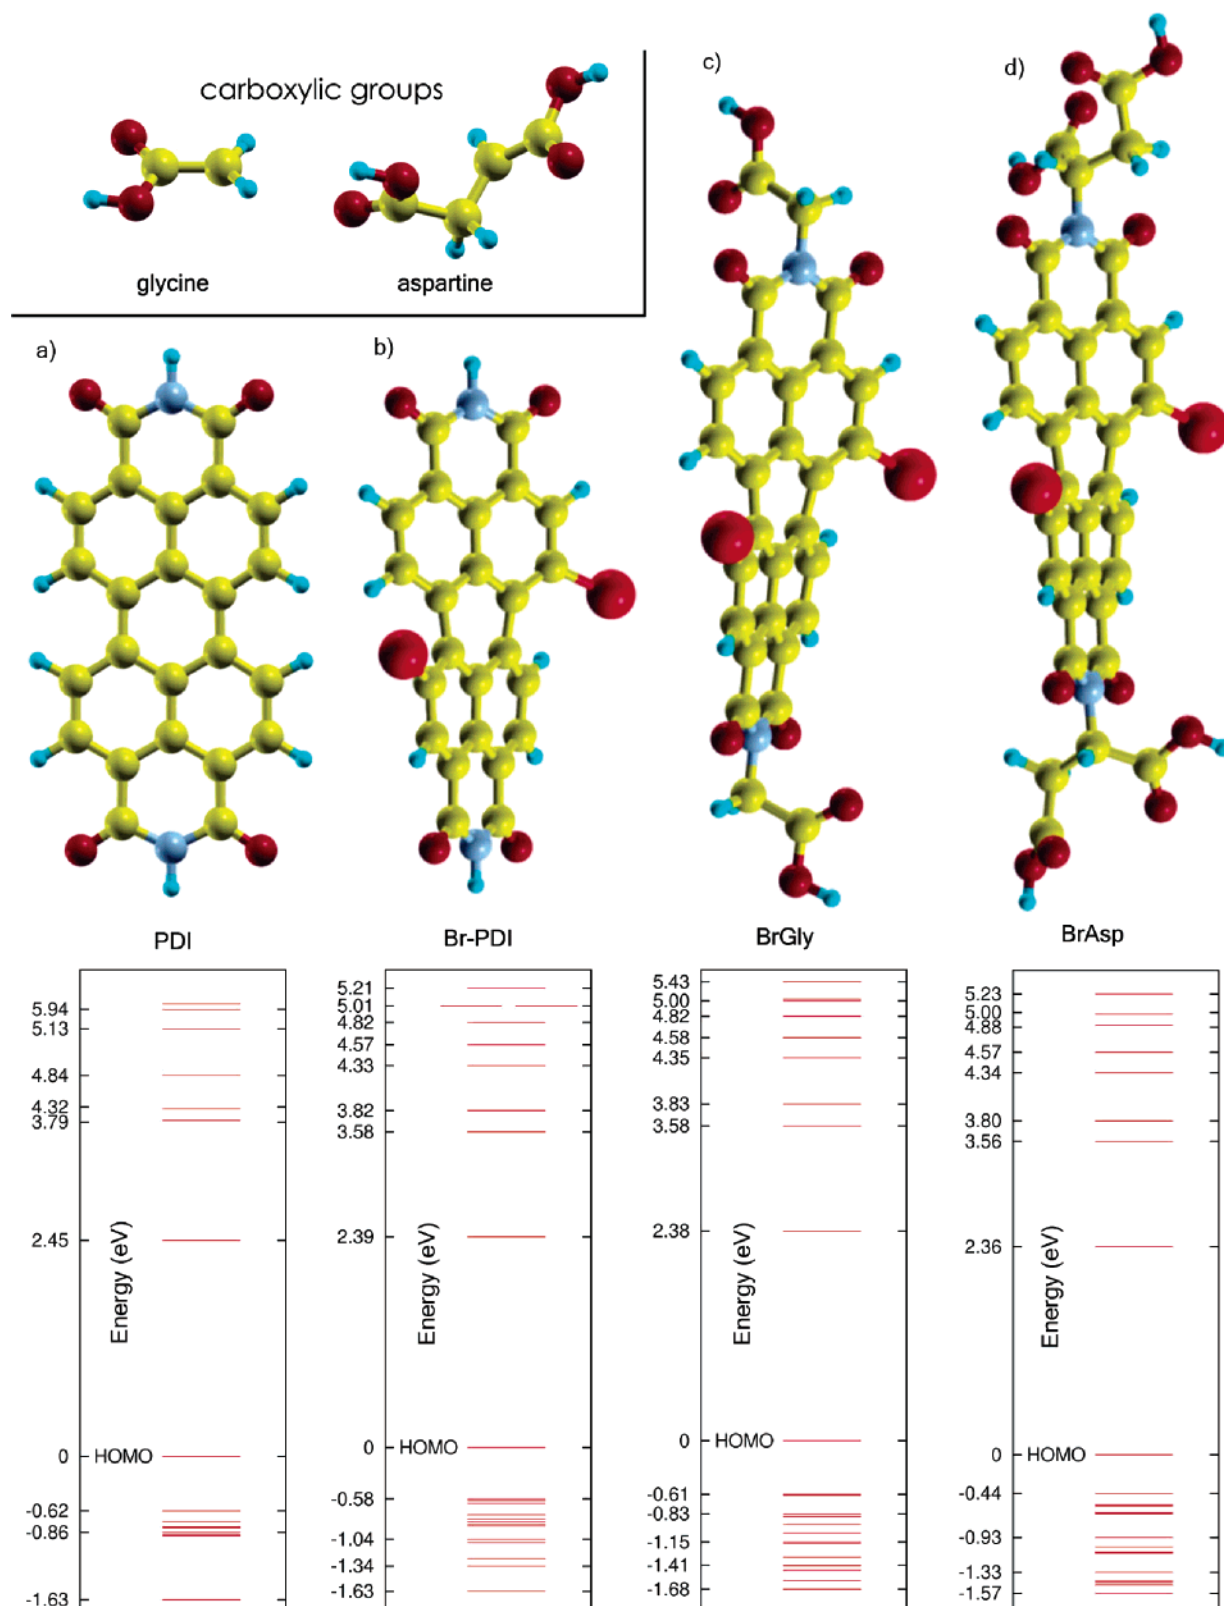 carboxylic groups
glycine
aspartine
a)
b)
c)
d)
PDI
Br-PDI
BrGly
BrAsp
5.94
5.13
4.84
4.32
3.79
2.45
Energy (eV)
0
HOMO
-0.62
-0.86
-1.63
5.21
5.01
4.82
4.57
4.33
3.82
3.58
2.39
Energy (eV)
0
HOMO
-0.58
-1.04
-1.34
-1.63
5.43
5.00
4.82
4.58
4.35
3.83
3.58
2.38
Energy (eV)
0
HOMO
-0.61
-0.83
-1.15
-1.41
-1.68
5.23
5.00
4.88
4.57
4.34
3.80
3.56
2.36
Energy (eV)
0
HOMO
-0.44
-0.93
-1.33
-1.57